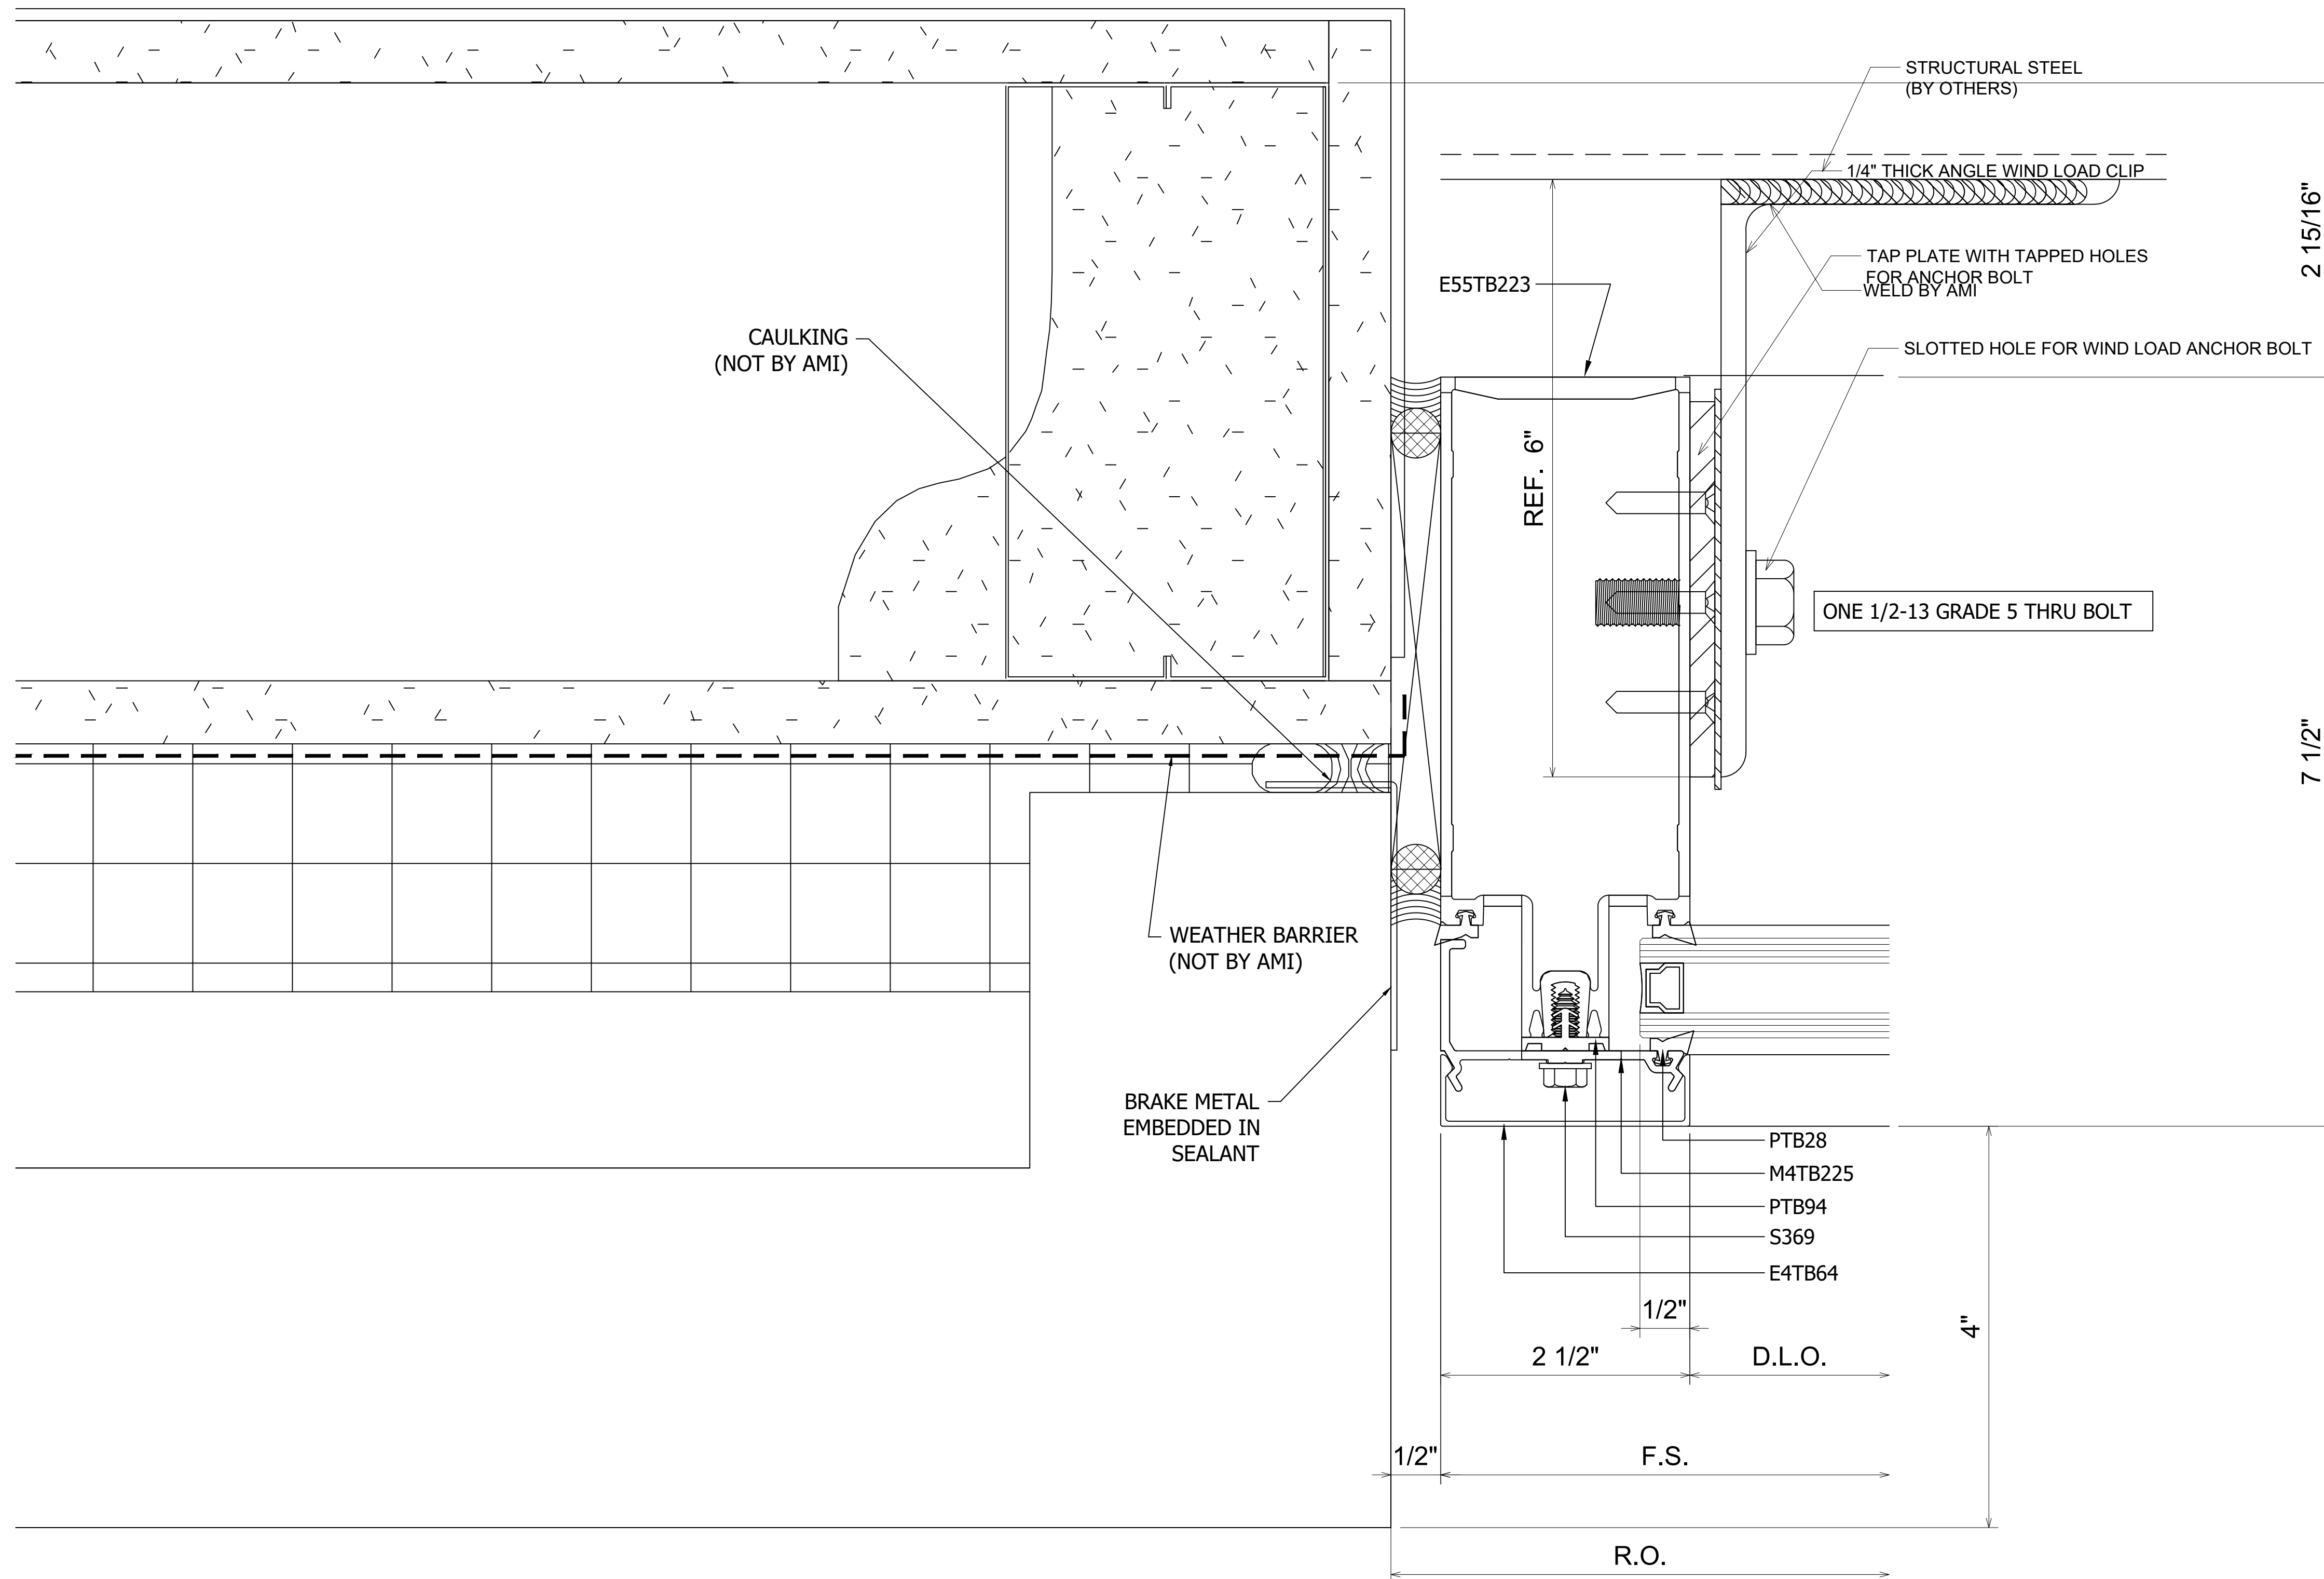 STRUCTURAL STEEL
(BY OTHERS)
1/4" THICK ANGLE WIND LOAD CLIP
2 15/16"
TAP PLATE WITH TAPPED HOLES
FOR ANCHOR BOLT
WELD BY AMI
E55TB223
CAULKING
(NOT BY AMI)
SLOTTED HOLE FOR WIND LOAD ANCHOR BOLT
REF. 6"
ONE 1/2-13 GRADE 5 THRU BOLT
7 1/2"
WEATHER BARRIER
(NOT BY AMI)
BRAKE METAL
EMBEDDED IN
SEALANT
PTB28
M4TB225
PTB94
S369
E4TB64
1/2"
4"
2 1/2"
D.L.O.
1/2"
F.S.
R.O.